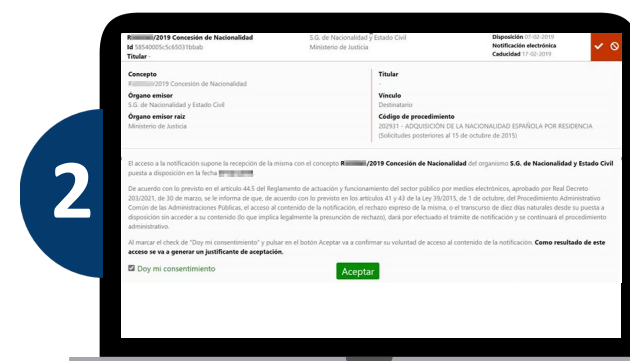 2
/2019 Concesión de Nacionalidad
S.G. de Nacionalidad y Estado Civil
Disposición 07-02-2019
Id 58540005c5c65031bbab
Ministerio de Justicia
Notificación electrónica
Titular -
Caducidad 17-02-2019
Concepto
Titular
/2019 Concesión de Nacionalidad
-
Órgano emisor
Vínculo
S.G. de Nacionalidad y Estado Civil
Destinatario
Órgano emisor raiz
Código de procedimiento
Ministerio de Justicia
202931 - ADQUISICIÓN DE LA NACIONALIDAD ESPAÑOLA POR RESIDENCIA
(Solicitudes posteriores al 15 de octubre de 2015)
El acceso a la notificación supone la recepción de la misma con el concepto R /2019 Concesión de Nacionalidad del organismo S.G. de Nacionalidad y Estado Civil
puesta a disposición en la fecha
De acuerdo con lo previsto en el artículo 44.5 del Reglamento de actuación y funcionamiento del sector público por medios electrónicos, aprobado por Real Decreto
203/2021, de 30 de marzo, se le informa de que, de acuerdo con lo previsto en los artículos 41 y 43 de la Ley 39/2015, de 1 de octubre, del Procedimiento Administrativo
Común de las Administraciones Públicas, el acceso al contenido de la notificación, el rechazo expreso de la misma, o el transcurso de diez días naturales desde su puesta a
disposición sin acceder a su contenido (lo que implica legalmente la presunción de rechazo), dará por efectuado el trámite de notificación y se continuará el procedimiento
administrativo.
Al marcar el check de "Doy mi consentimiento" y pulsar en el botón Aceptar va a confirmar su voluntad de acceso al contenido de la notificación. Como resultado de este
acceso se va a generar un justificante de aceptación.
Doy mi consentimiento
Aceptar